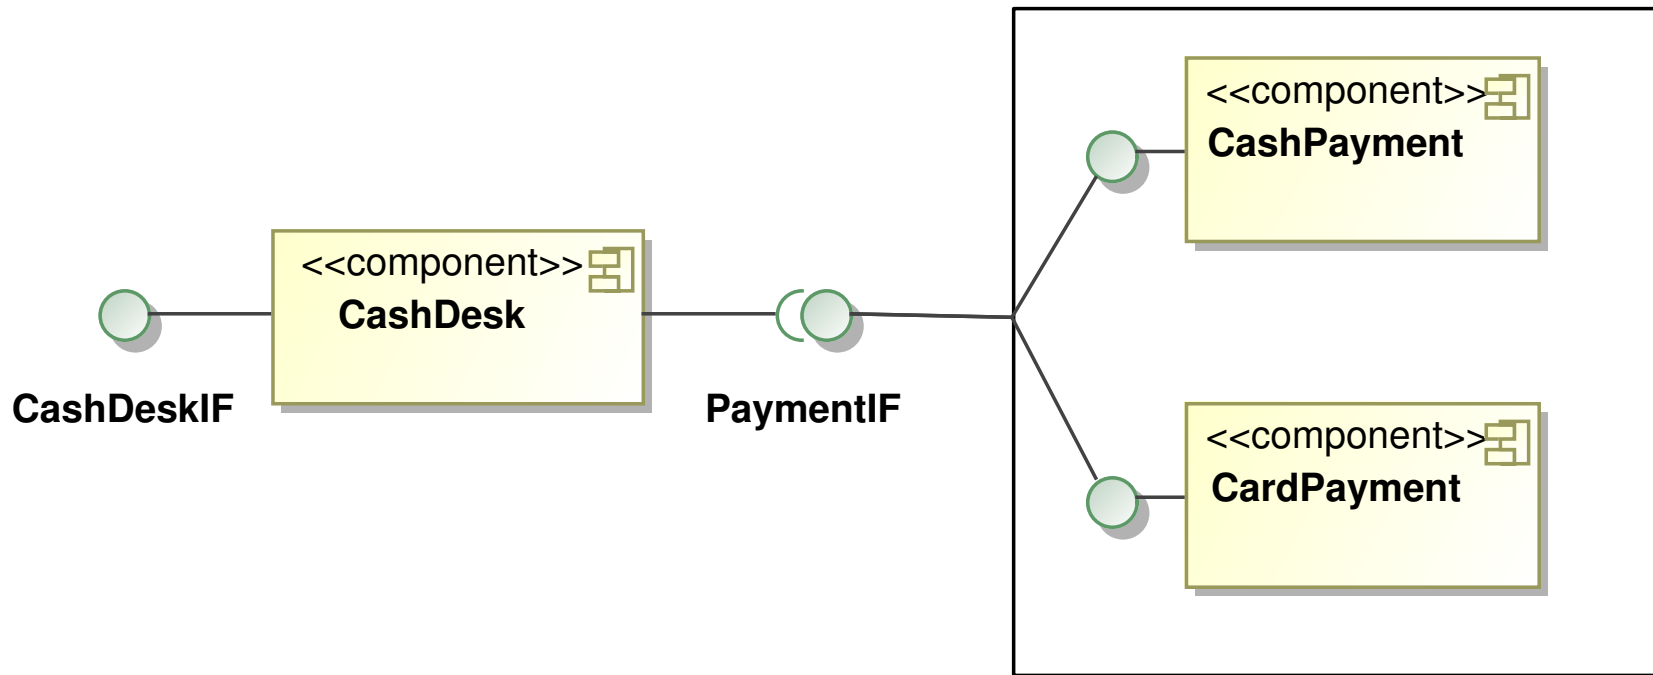 <<component>>
CashPayment
<<component>>
CashDesk
CashDeskIF
PaymentIF
<<component>>
CardPayment